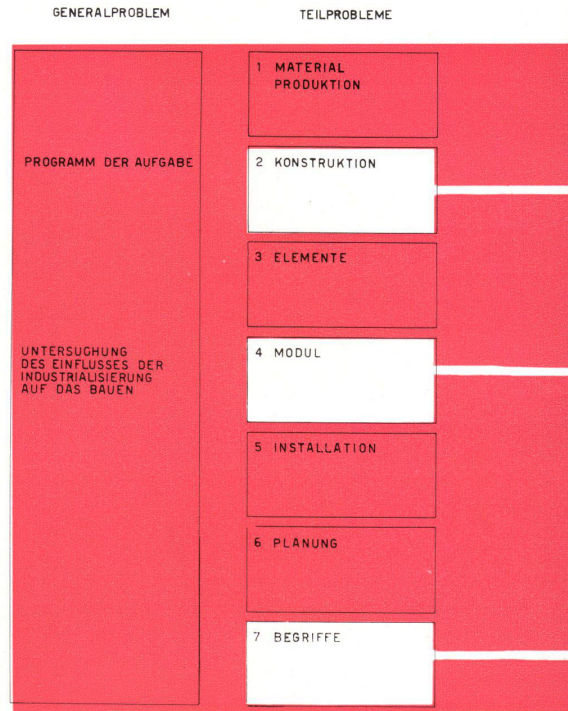 GENERALPROBLEM
TEILPROBLEME
1 MATERIAL
PRODUKTION
PROGRAMM DER AUFGABE
2 KONSTRUKTION
3 ELEMENTE
UNTERSUCHUNG
DES EINFLUSSES DER
INDUSTRIALISIERUNG
AUF DAS BAUEN
4 MODUL
5 INSTALLATION
6 PLANUNG
7 BEGRIFFE